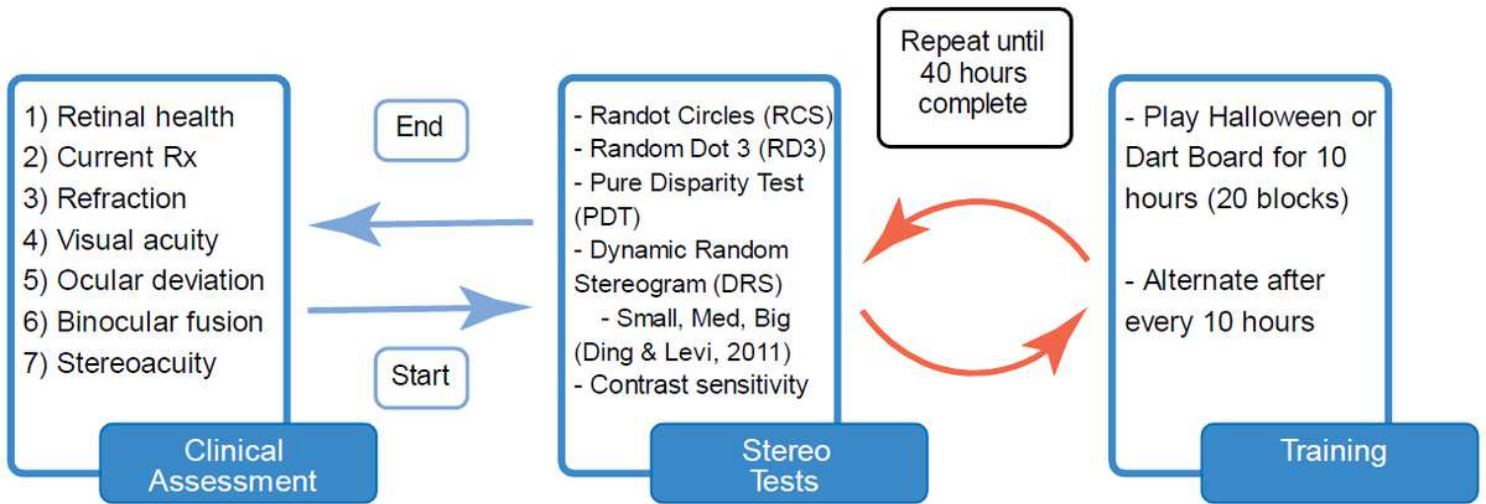 1) Retinal health
2) Current Rx
3) Refraction
4) Visual acuity
5) Ocular deviation
6) Binocular fusion
7) Stereoacuity
Clinical
Assessment
End
Start
- Randot Circles (RCS)
- Random Dot 3 (RD3)
- Pure Disparity Test
(PDT)
- Dynamic Random
Stereogram (DRS)
- Small, Med, Big
(Ding & Levi, 2011)
- Contrast sensitivity
Stereo
Tests
Repeat until
40 hours
complete
- Play Halloween or
Dart Board for 10
hours (20 blocks)
- Alternate after
every 10 hours
Training